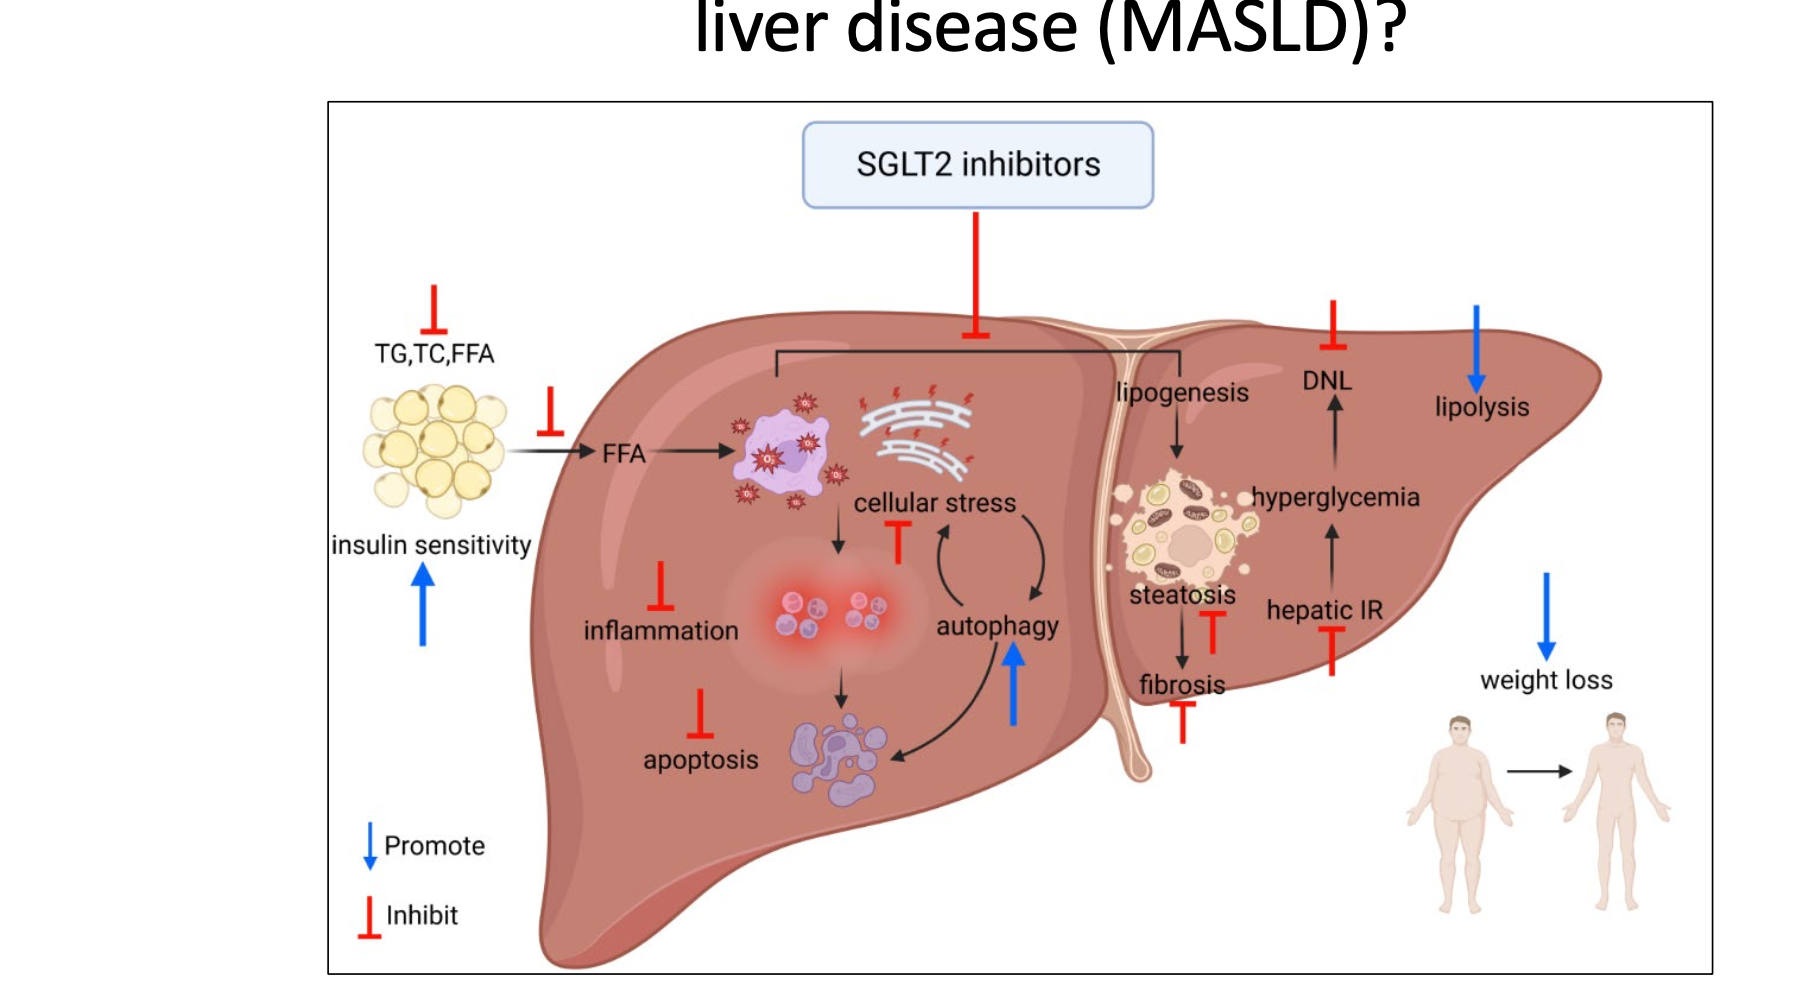 liver disease (MASLD)?
SGLT2 inhibitors
TG,TC,FFA
FFA
insulin sensitivity
inflammation
apoptosis
cellular stress
autophagy
lipogenesis
steatosis
fibrosis
DNL
hyperglycemia
hepatic IR
lipolysis
weight loss
Promote
Inhibit